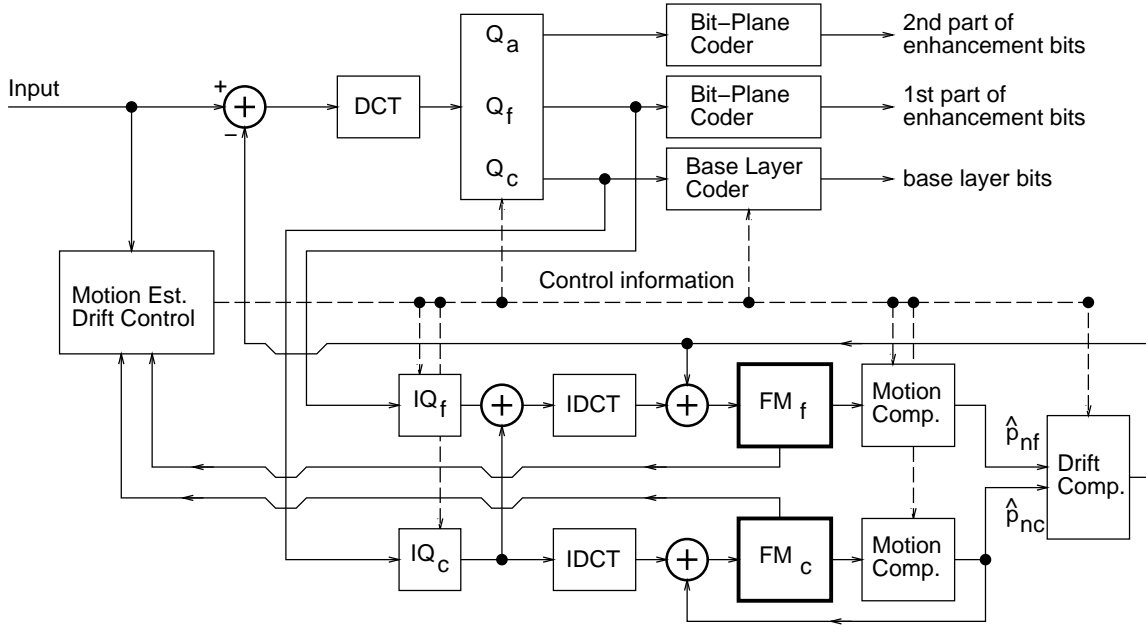 Q a
Bit−Plane
Coder
2nd part of
enhancement bits
Input
+
+
−
DCT
Q f
Bit−Plane
Coder
1st part of
enhancement bits
Q c
Base Layer
Coder
base layer bits
Motion Est.
Drift Control
Control information
IQ f
+
IDCT
+
FM f
Motion
Comp.
p̂ nf
Drift
Comp.
p̂ nc
IQ c
IDCT
+
FM c
Motion
Comp.